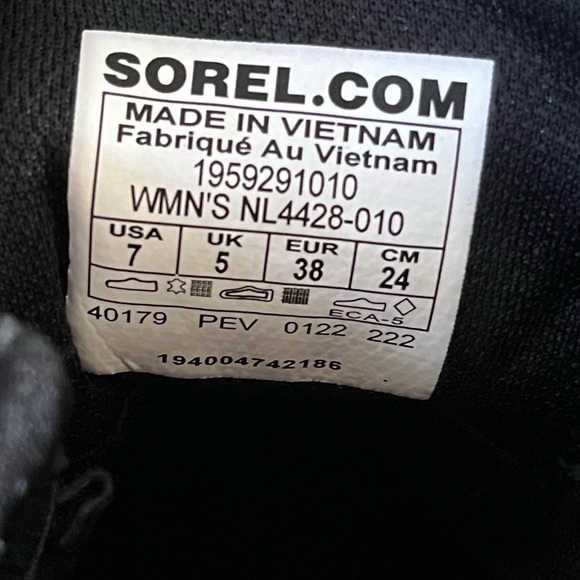 SOREL.COM
MADE IN VIETNAM
Fabriqué Au Vietnam
1959291010
WMN'S NL4428-010
USA UK EUR CM
7 5 38 24
ECA-5
40179 PEV 0122 222
194004742186